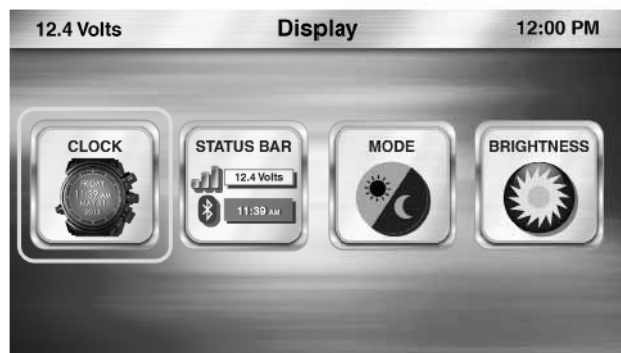 12.4 Volts Display 12:00 PM
CLOCK STATUS BAR MODE BRIGHTNESS
FRIDAY
11:39 AM
MAY 31
2013
12.4 Volts
11:39 AM